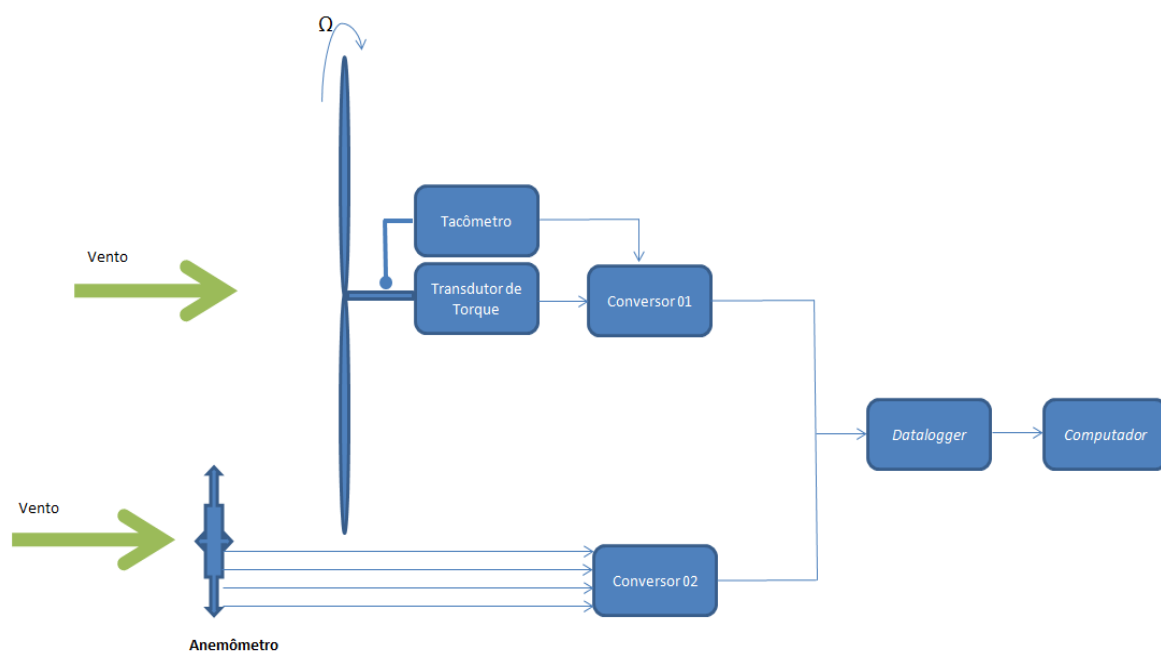 Ω
Tacômetro
Vento
Transdutor de
Torque
Conversor 01
Datalogger
Computador
Vento
Conversor 02
Anemômetro